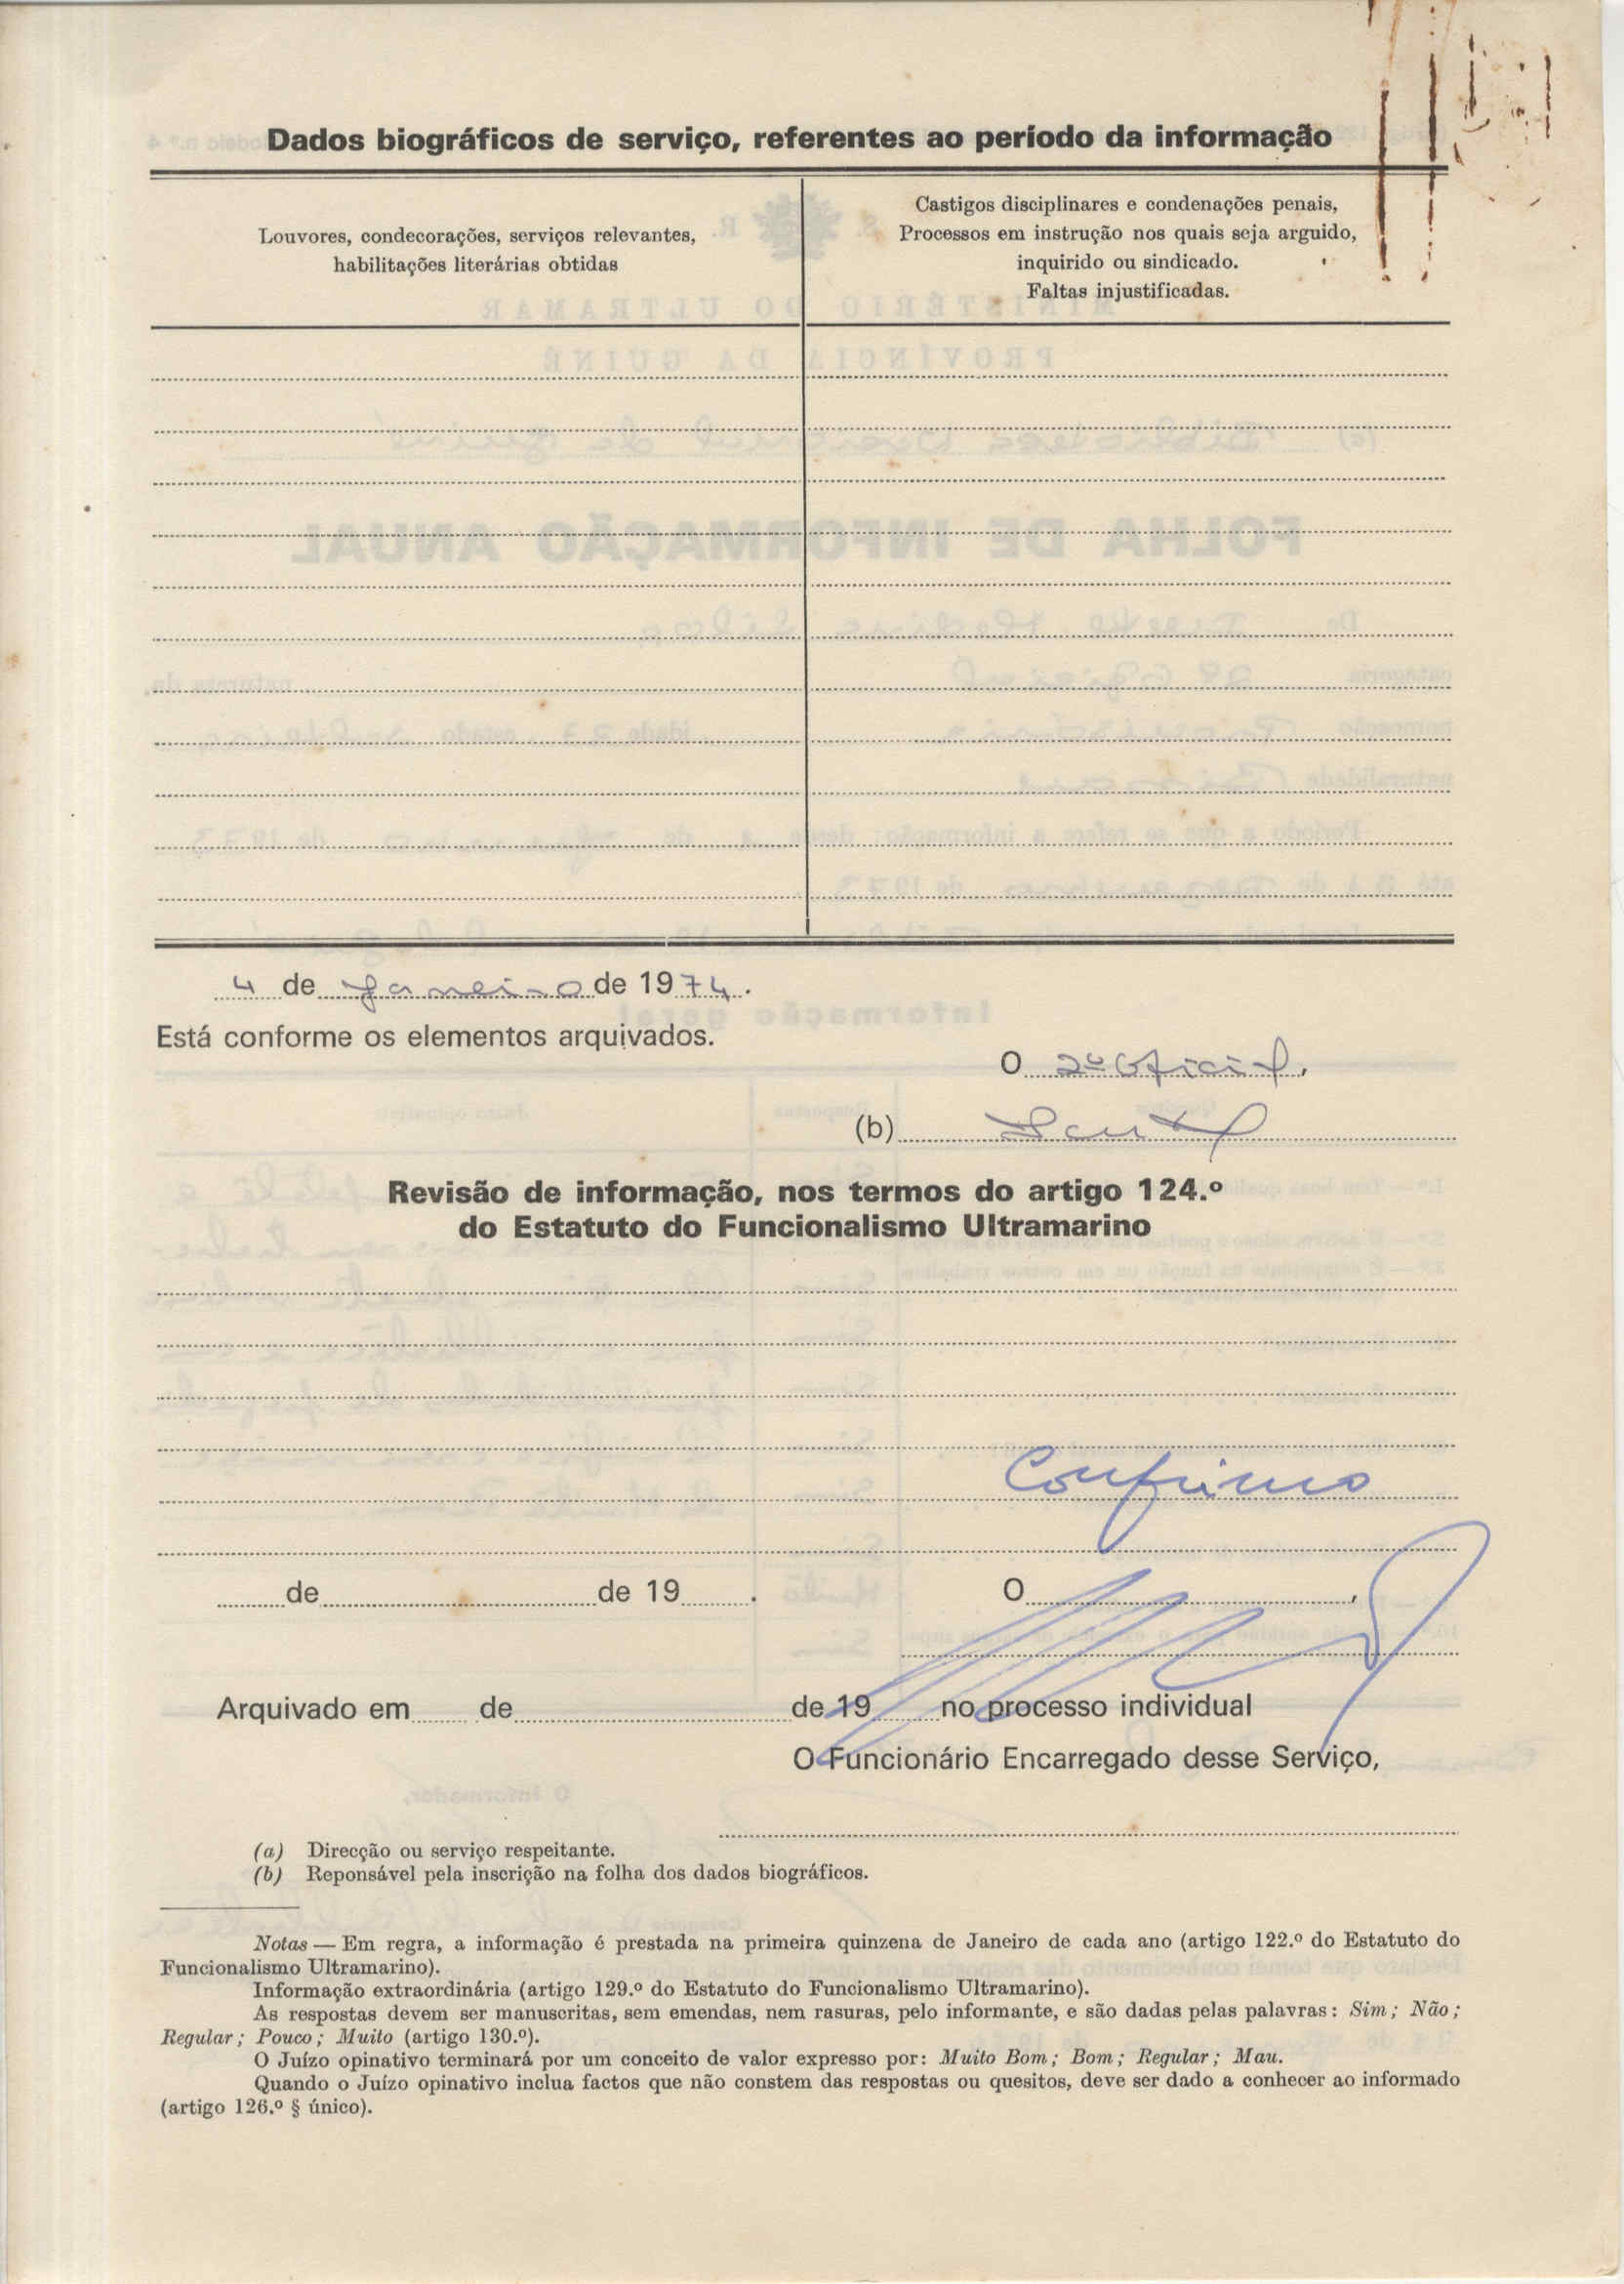 Dados biográficos de serviço, referentes ao período da informação
Louvores, condecorações, serviços relevantes,
habilitações literárias obtidas
Castigos disciplinares e condenações penais,
Processos em instrução nos quais seja arguido,
inquirido ou sindicado.
Faltas injustificadas.
4 de Janeiro de 1974.
Está conforme os elementos arquivados.
O 2º Oficial,
(b)
Revisão de informação, nos termos do artigo 124.º
do Estatuto do Funcionalismo Ultramarino
Confirmo
de de 19 .
O ,
Arquivado em de de 19 no processo individual
O Funcionário Encarregado desse Serviço,
(a) Direcção ou serviço respeitante.
(b) Reponsável pela inscrição na folha dos dados biográficos.
Notas — Em regra, a informação é prestada na primeira quinzena de Janeiro de cada ano (artigo 122.º do Estatuto do
Funcionalismo Ultramarino).
Informação extraordinária (artigo 129.º do Estatuto do Funcionalismo Ultramarino).
As respostas devem ser manuscritas, sem emendas, nem rasuras, pelo informante, e são dadas pelas palavras: Sim; Não;
Regular; Pouco; Muito (artigo 130.º).
O Juízo opinativo terminará por um conceito de valor expresso por: Muito Bom; Bom; Regular; Mau.
Quando o Juízo opinativo inclua factos que não constem das respostas ou quesitos, deve ser dado a conhecer ao informado
(artigo 126.º § único).